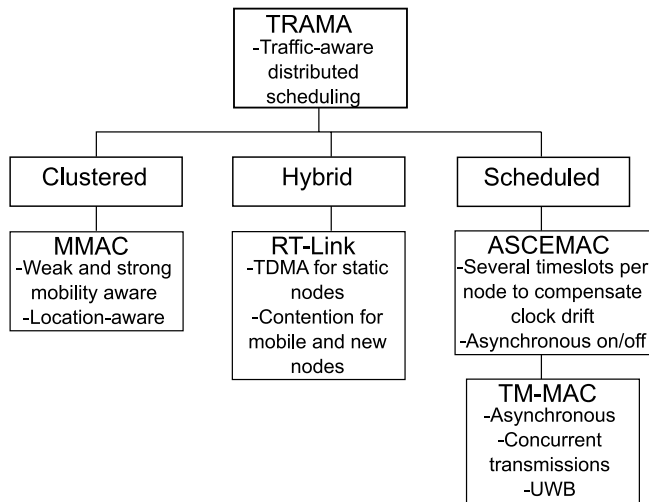 TRAMA
-Traffic-aware
distributed
scheduling
Clustered
Hybrid
Scheduled
MMAC
-Weak and strong
mobility aware
-Location-aware
RT-Link
-TDMA for static
nodes
-Contention for
mobile and new
nodes
ASCEMAC
-Several timeslots per
node to compensate
clock drift
-Asynchronous on/off
TM-MAC
-Asynchronous
-Concurrent
transmissions
-UWB